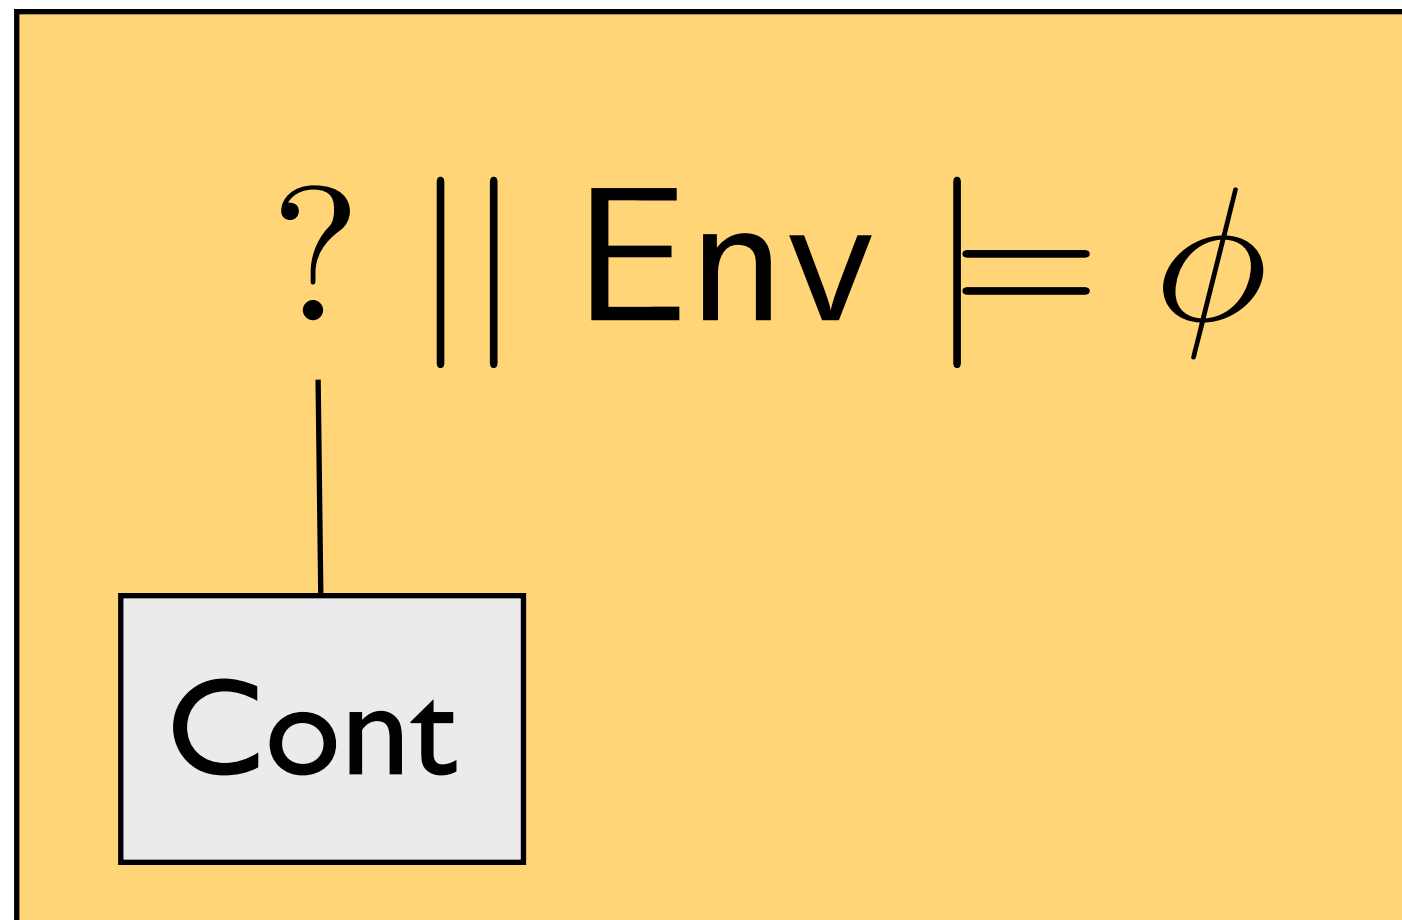 ? || Env ⊨ ϕ
Cont